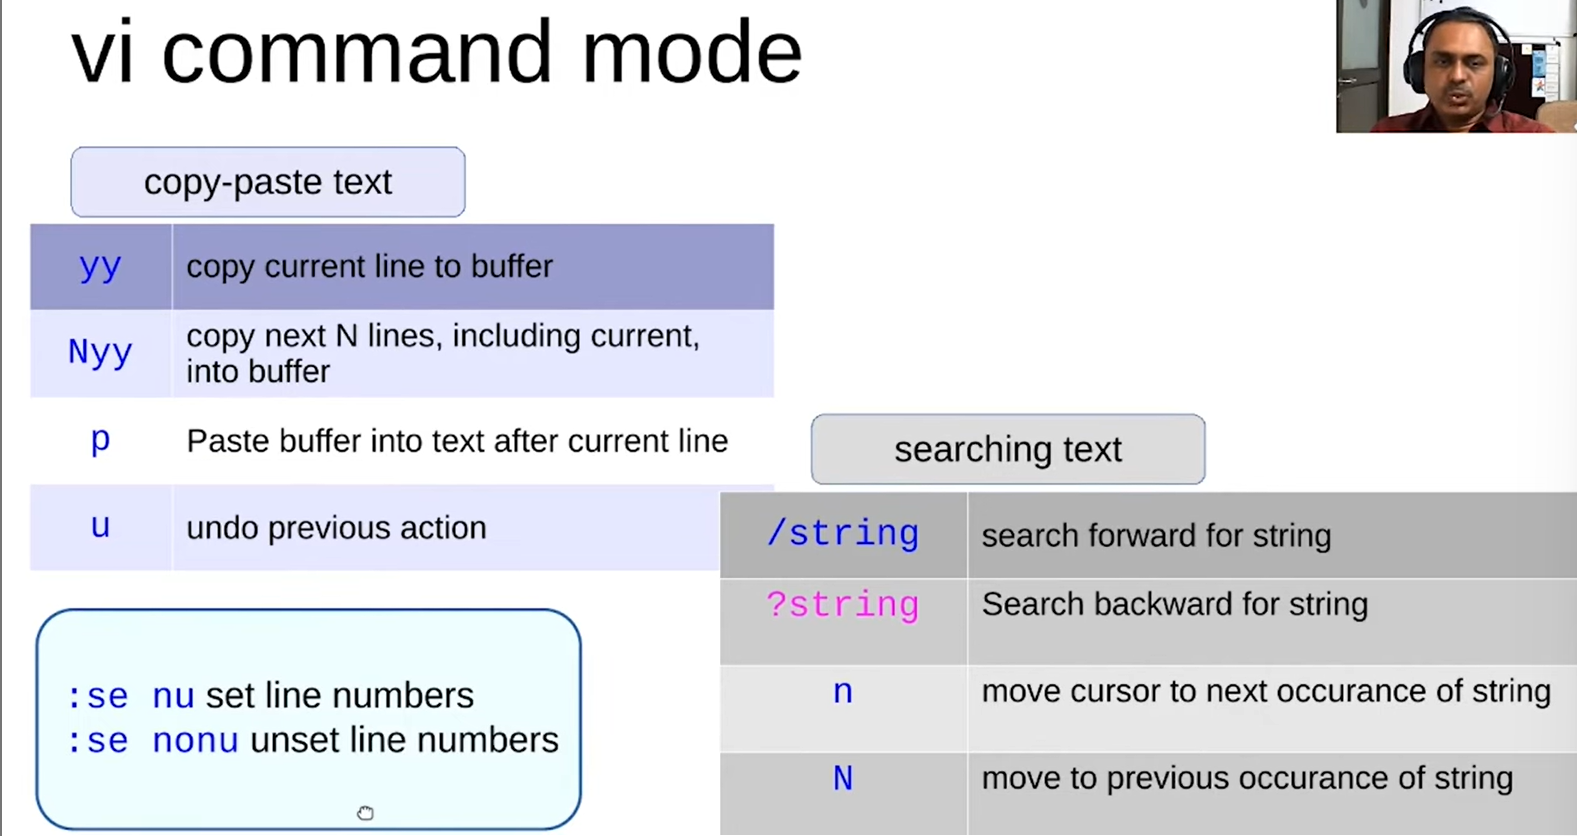 vi command mode
copy-paste text
yy copy current line to buffer
Nyy copy next N lines, including current,
into buffer
p Paste buffer into text after current line
u undo previous action
:se nu set line numbers
:se nonu unset line numbers
searching text
/string search forward for string
?string Search backward for string
n move cursor to next occurance of string
N move to previous occurance of string